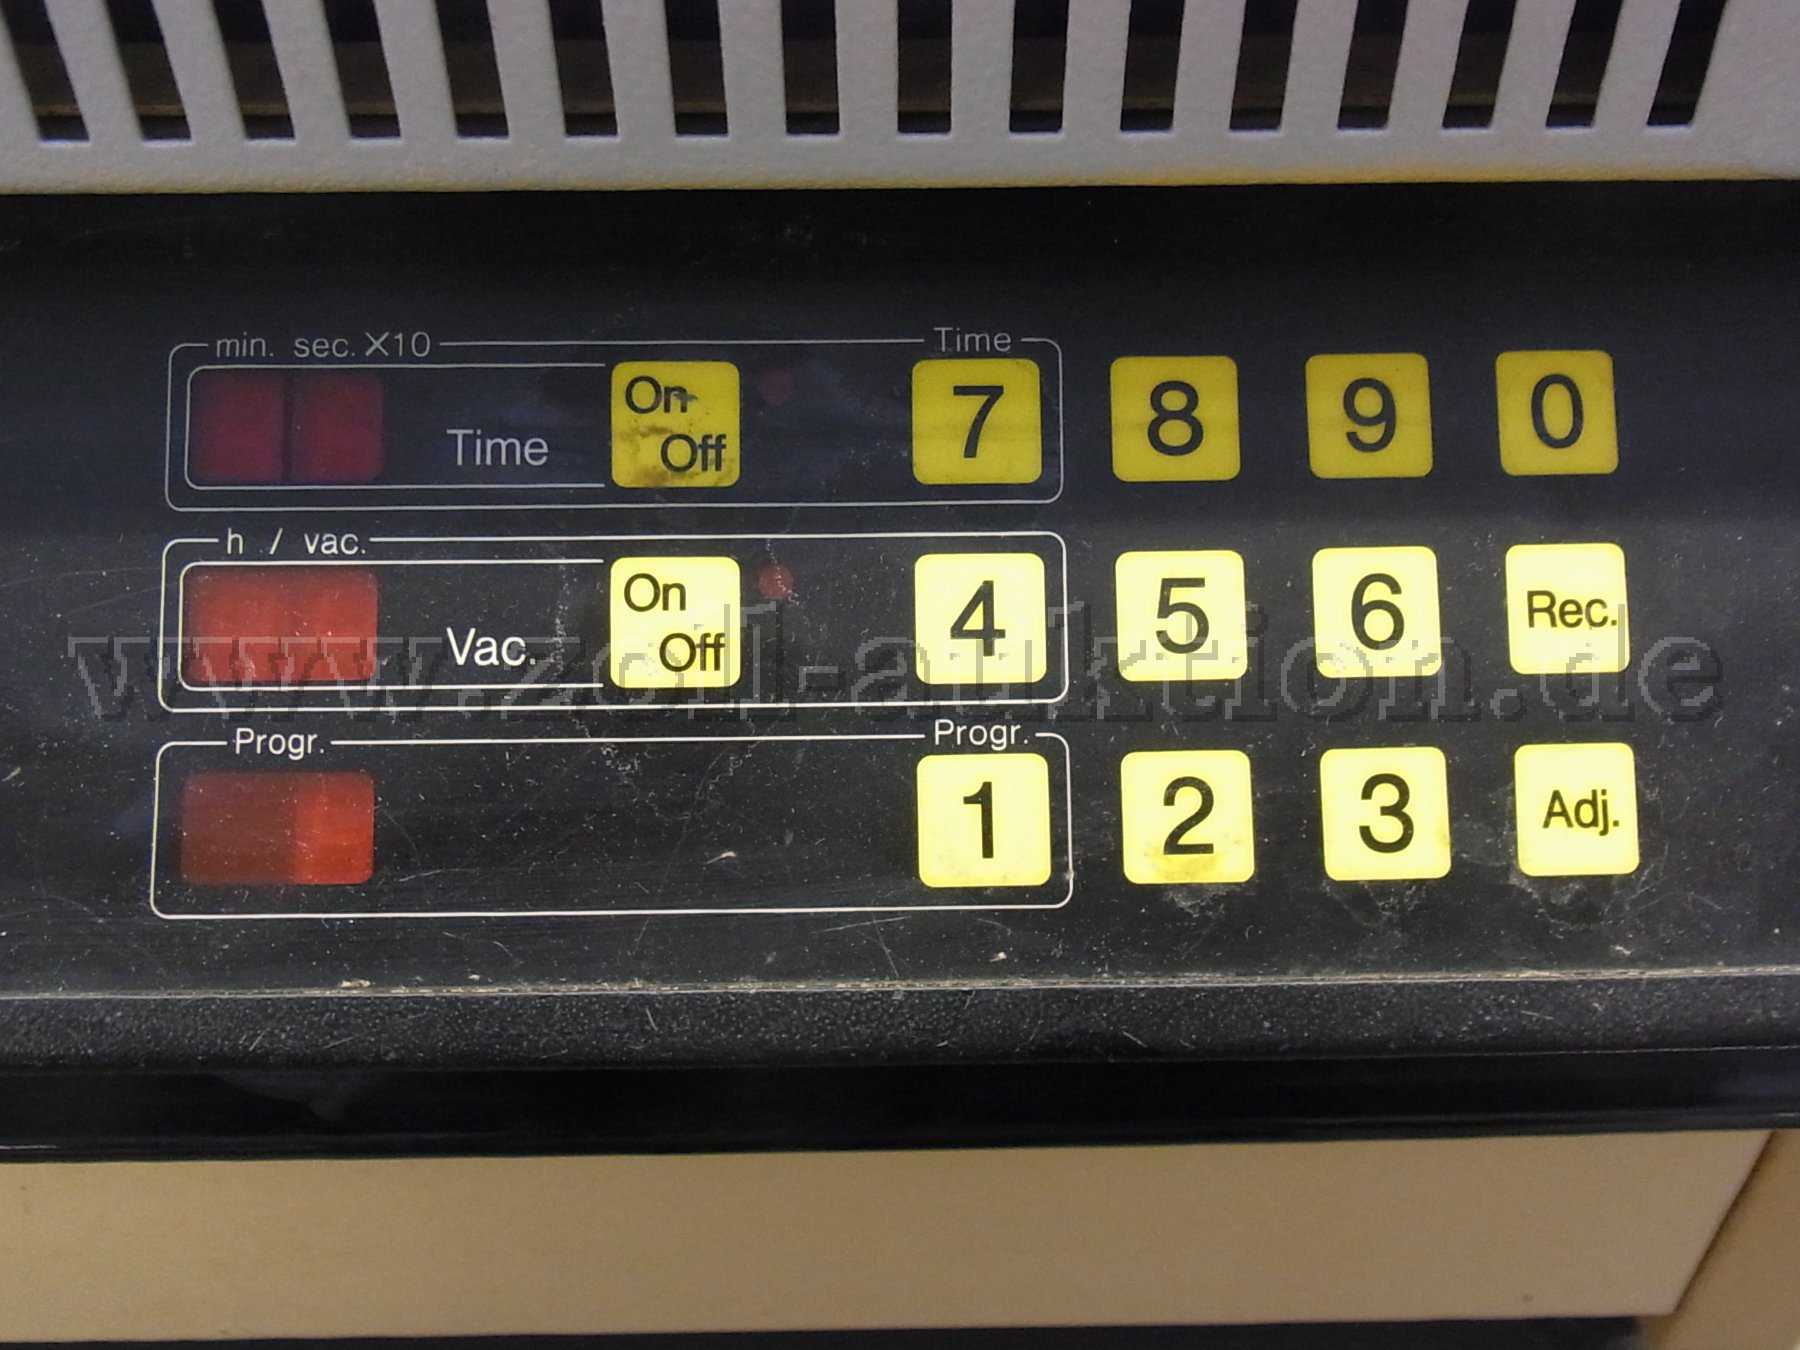 min. sec. X10 Time
Time On Off 7 8 9 0
h / vac.
Vac. On Off 4 5 6 Rec.
www.zoll-auktion.de
Progr. Progr.
1 2 3 Adj.